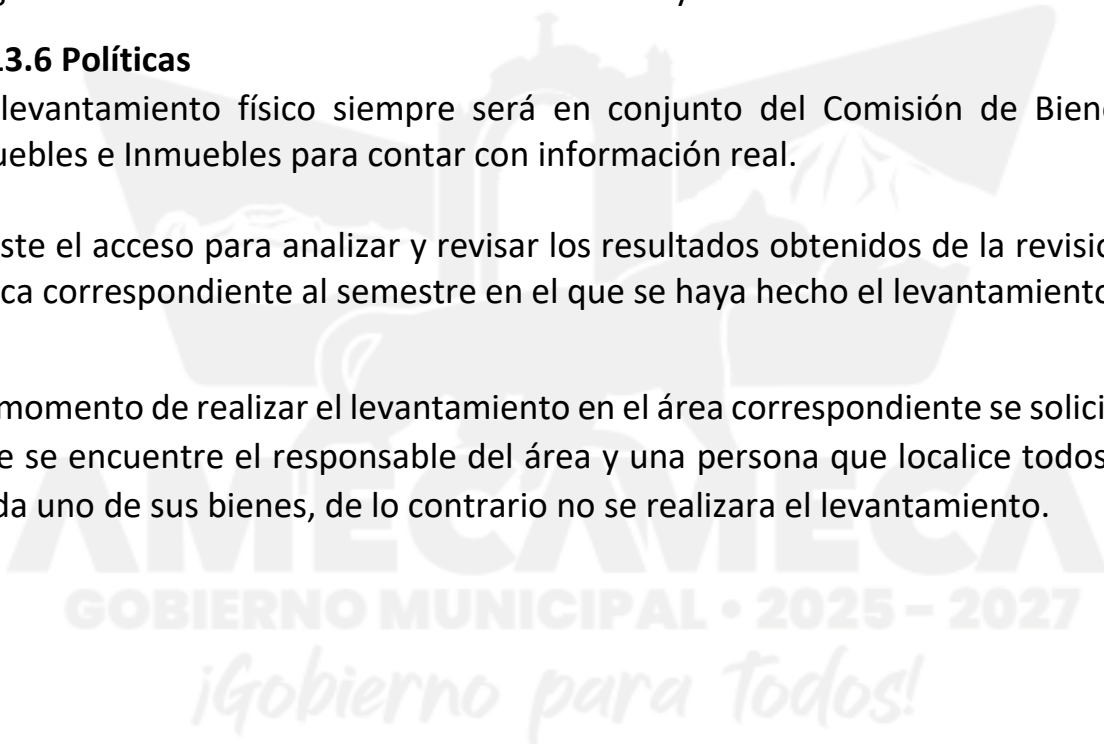 13.6 Políticas
levantamiento físico siempre será en conjunto del Comisión de Biene
uebles e Inmuebles para contar con información real.
ste el acceso para analizar y revisar los resultados obtenidos de la revisió
ca correspondiente al semestre en el que se haya hecho el levantamiento
momento de realizar el levantamiento en el área correspondiente se solici
e se encuentre el responsable del área y una persona que localice todos
da uno de sus bienes, de lo contrario no se realizara el levantamiento.
AMECAMECA
GOBIERNO MUNICIPAL • 2025 – 2027
¡Gobierno para Todos!